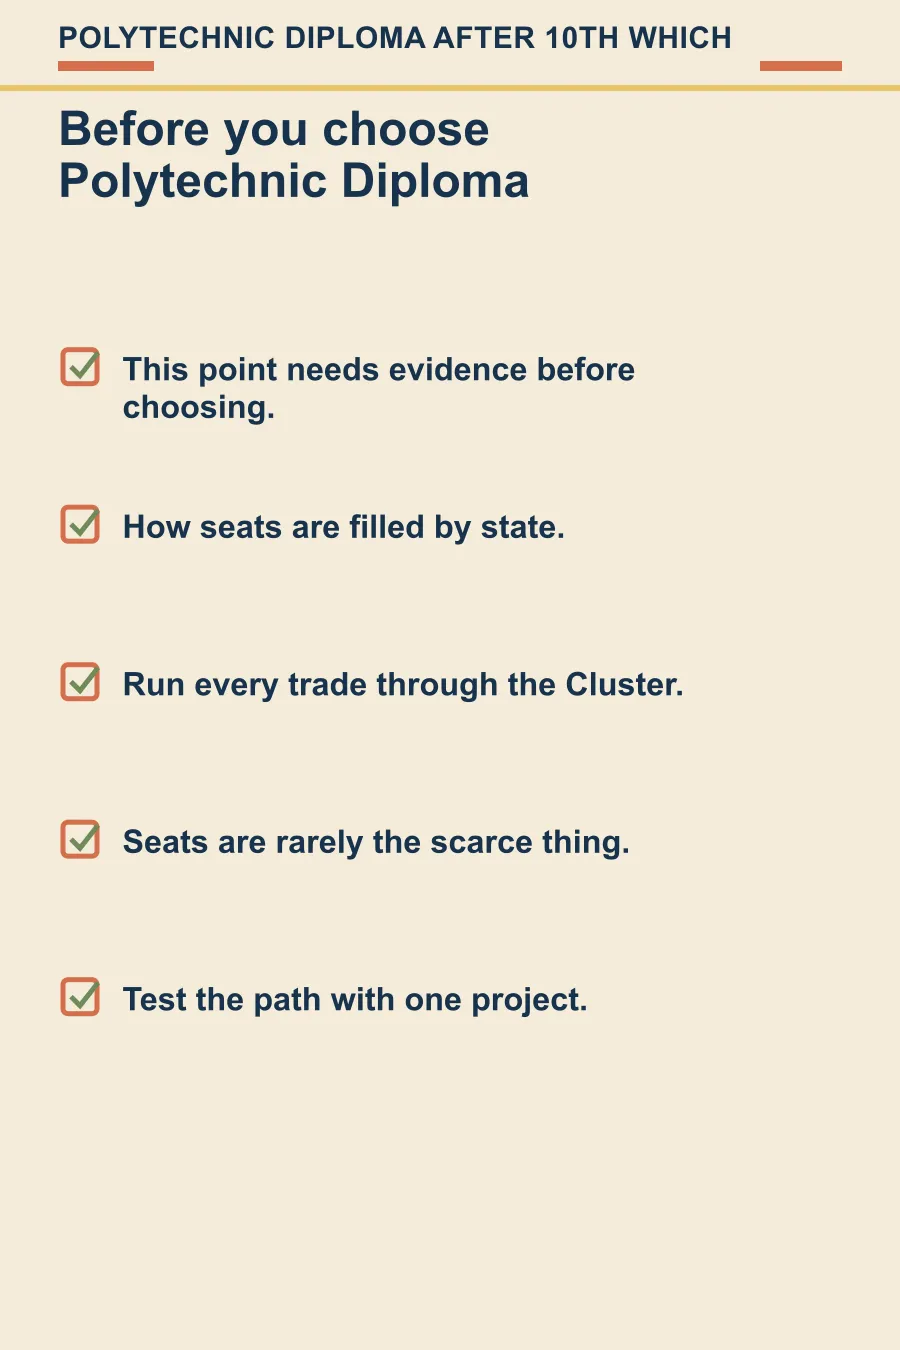 POLYTECHNIC DIPLOMA AFTER 10TH WHICH
Before you choose
Polytechnic Diploma
This point needs evidence before
choosing.
How seats are filled by state.
Run every trade through the Cluster.
Seats are rarely the scarce thing.
Test the path with one project.